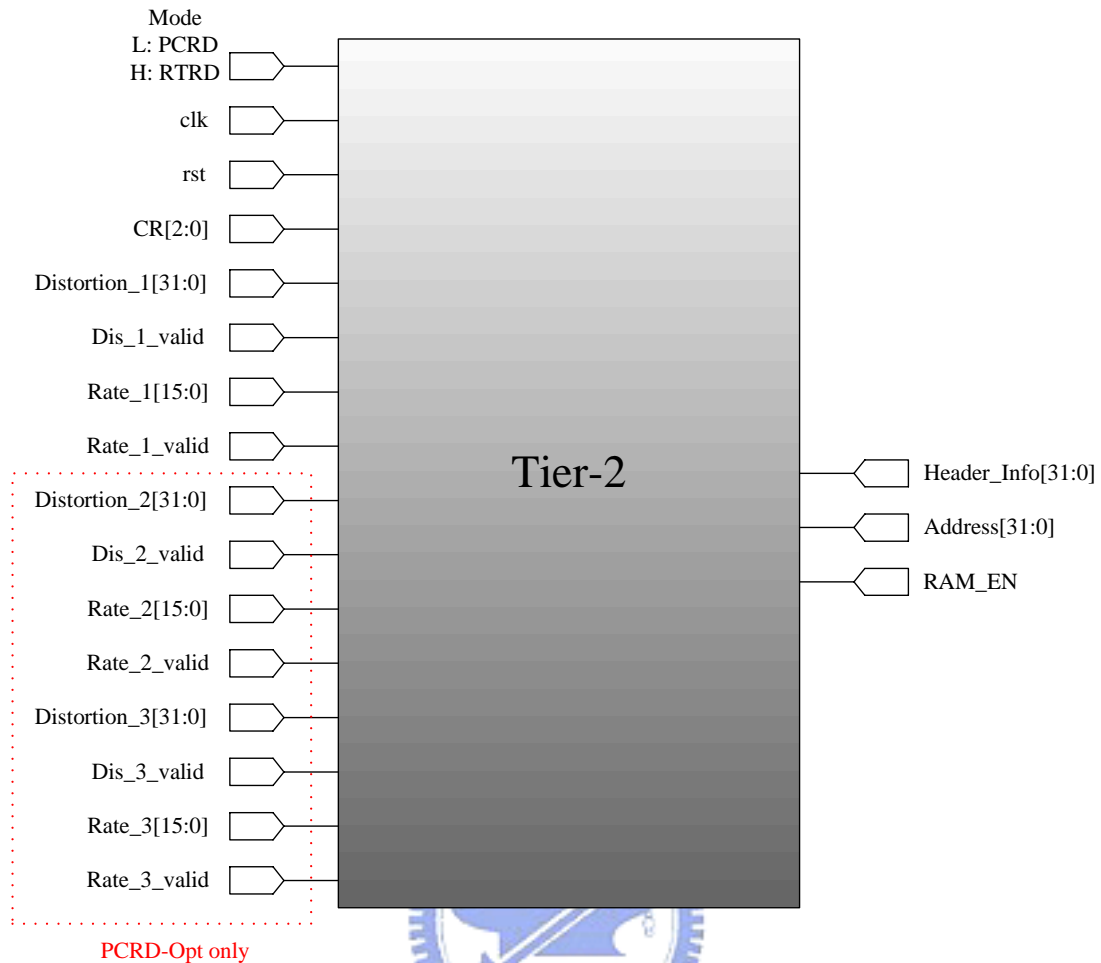 Mode
L: PCRD
H: RTRD
clk
rst
CR[2:0]
Distortion_1[31:0]
Dis_1_valid
Rate_1[15:0]
Rate_1_valid
Distortion_2[31:0]
Dis_2_valid
Rate_2[15:0]
Rate_2_valid
Distortion_3[31:0]
Dis_3_valid
Rate_3[15:0]
Rate_3_valid
PCRD-Opt only
Tier-2
Header_Info[31:0]
Address[31:0]
RAM_EN